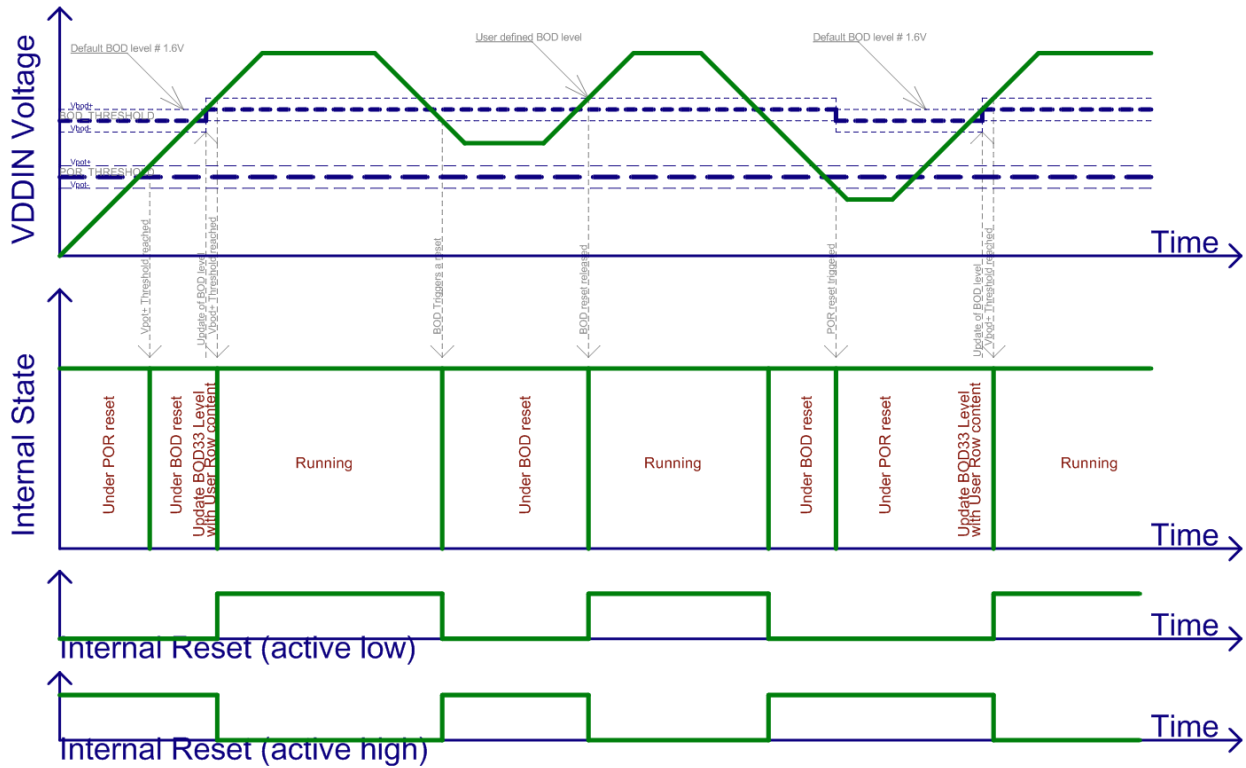 VDDIN Voltage
Default BOD level # 1.6V
User defined BOD level
Default BOD level # 1.6V
Vbod+
BOD THRESHOLD
Vbod-
Vpot+
POR THRESHOLD
Vpot-
Time
Vpot+ Threshold reached
Update of BOD level
Vbod+ Threshold reached
BOD Triggers a reset
BOD reset released
POR reset triggered
Update of BOD level
Vbod+ Threshold reached
Internal State
Under POR reset
Under BOD reset
Update BOD33 Level
with User Row content
Running
Under BOD reset
Running
Under BOD reset
Under POR reset
Update BOD33 Level
with User Row content
Running
Time
Time
Internal Reset (active low)
Time
Internal Reset (active high)